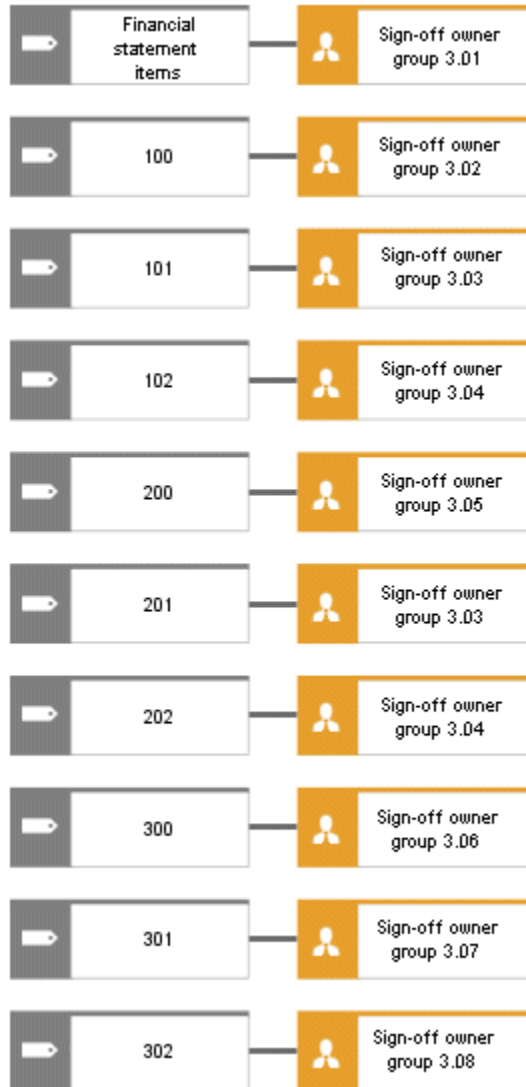 Financial
statement
items
Sign-off owner
group 3.01
100
Sign-off owner
group 3.02
101
Sign-off owner
group 3.03
102
Sign-off owner
group 3.04
200
Sign-off owner
group 3.05
201
Sign-off owner
group 3.03
202
Sign-off owner
group 3.04
300
Sign-off owner
group 3.06
301
Sign-off owner
group 3.07
302
Sign-off owner
group 3.08